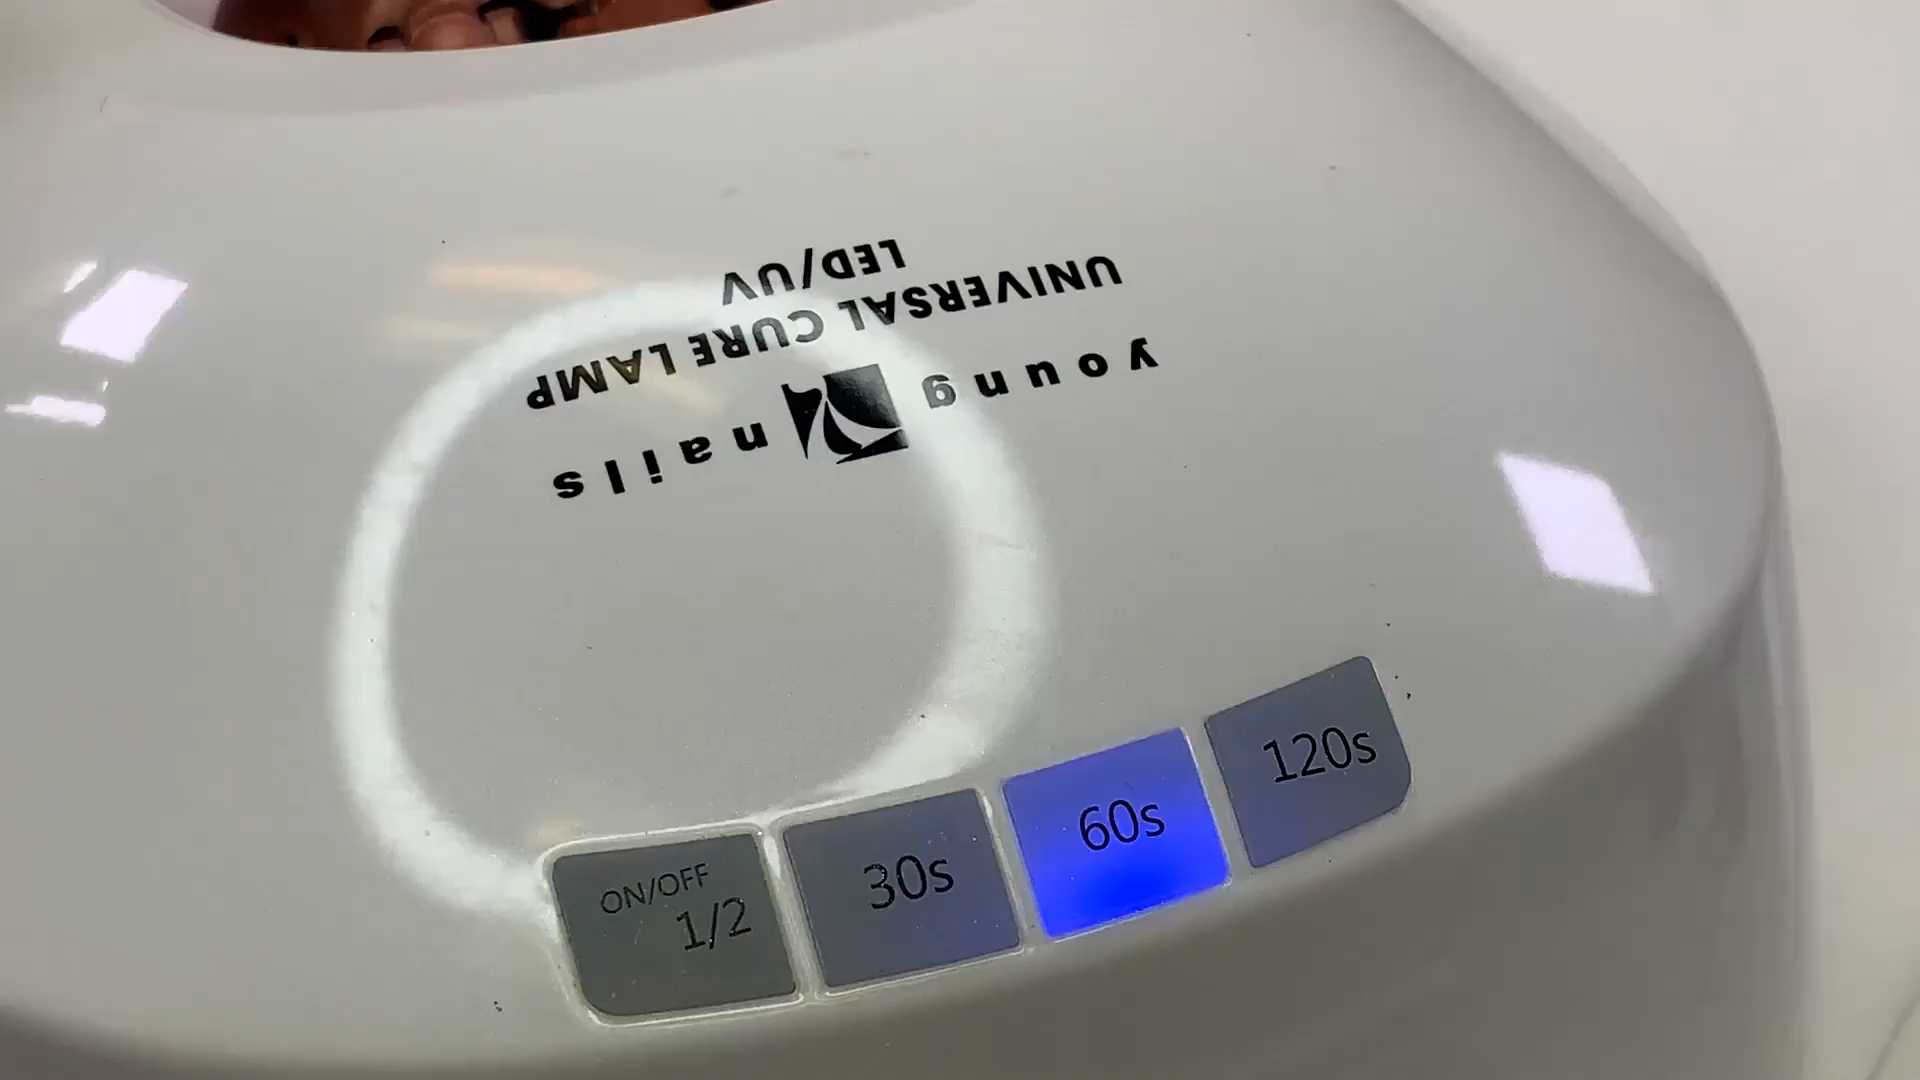 young nails
UNIVERSAL CURE LAMP
LED/UV
ON/OFF
1/2
30s
60s
120s